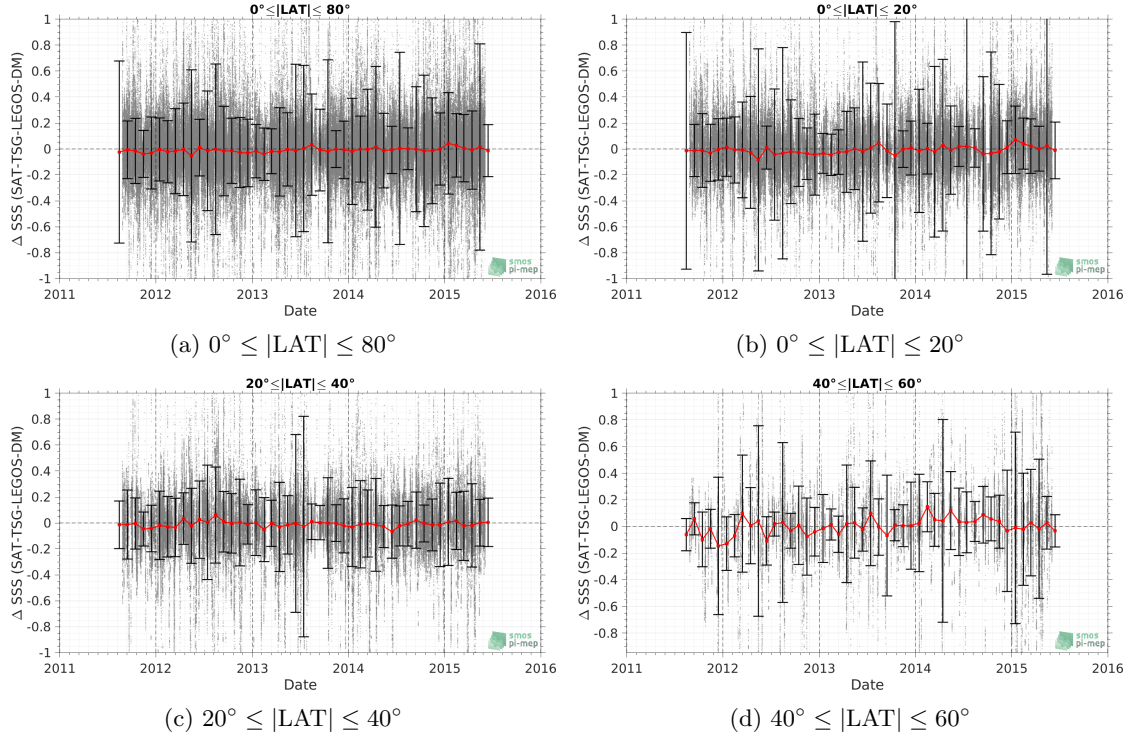 0°≤|LAT|≤ 80°
Δ SSS (SAT-TSG-LEGOS-DM)
1
0.8
0.6
0.4
0.2
0
-0.2
-0.4
-0.6
-0.8
-1
smos
pi-mep
2011 2012 2013 2014 2015 2016
Date
(a) 0° ≤ |LAT| ≤ 80°
0°≤|LAT|≤ 20°
Δ SSS (SAT-TSG-LEGOS-DM)
1
0.8
0.6
0.4
0.2
0
-0.2
-0.4
-0.6
-0.8
-1
smos
pi-mep
2011 2012 2013 2014 2015 2016
Date
(b) 0° ≤ |LAT| ≤ 20°
20°≤|LAT|≤ 40°
Δ SSS (SAT-TSG-LEGOS-DM)
1
0.8
0.6
0.4
0.2
0
-0.2
-0.4
-0.6
-0.8
-1
smos
pi-mep
2011 2012 2013 2014 2015 2016
Date
(c) 20° ≤ |LAT| ≤ 40°
40°≤|LAT|≤ 60°
Δ SSS (SAT-TSG-LEGOS-DM)
1
0.8
0.6
0.4
0.2
0
-0.2
-0.4
-0.6
-0.8
smos
pi-mep
2011 2012 2013 2014 2015 2016
Date
(d) 40° ≤ |LAT| ≤ 60°